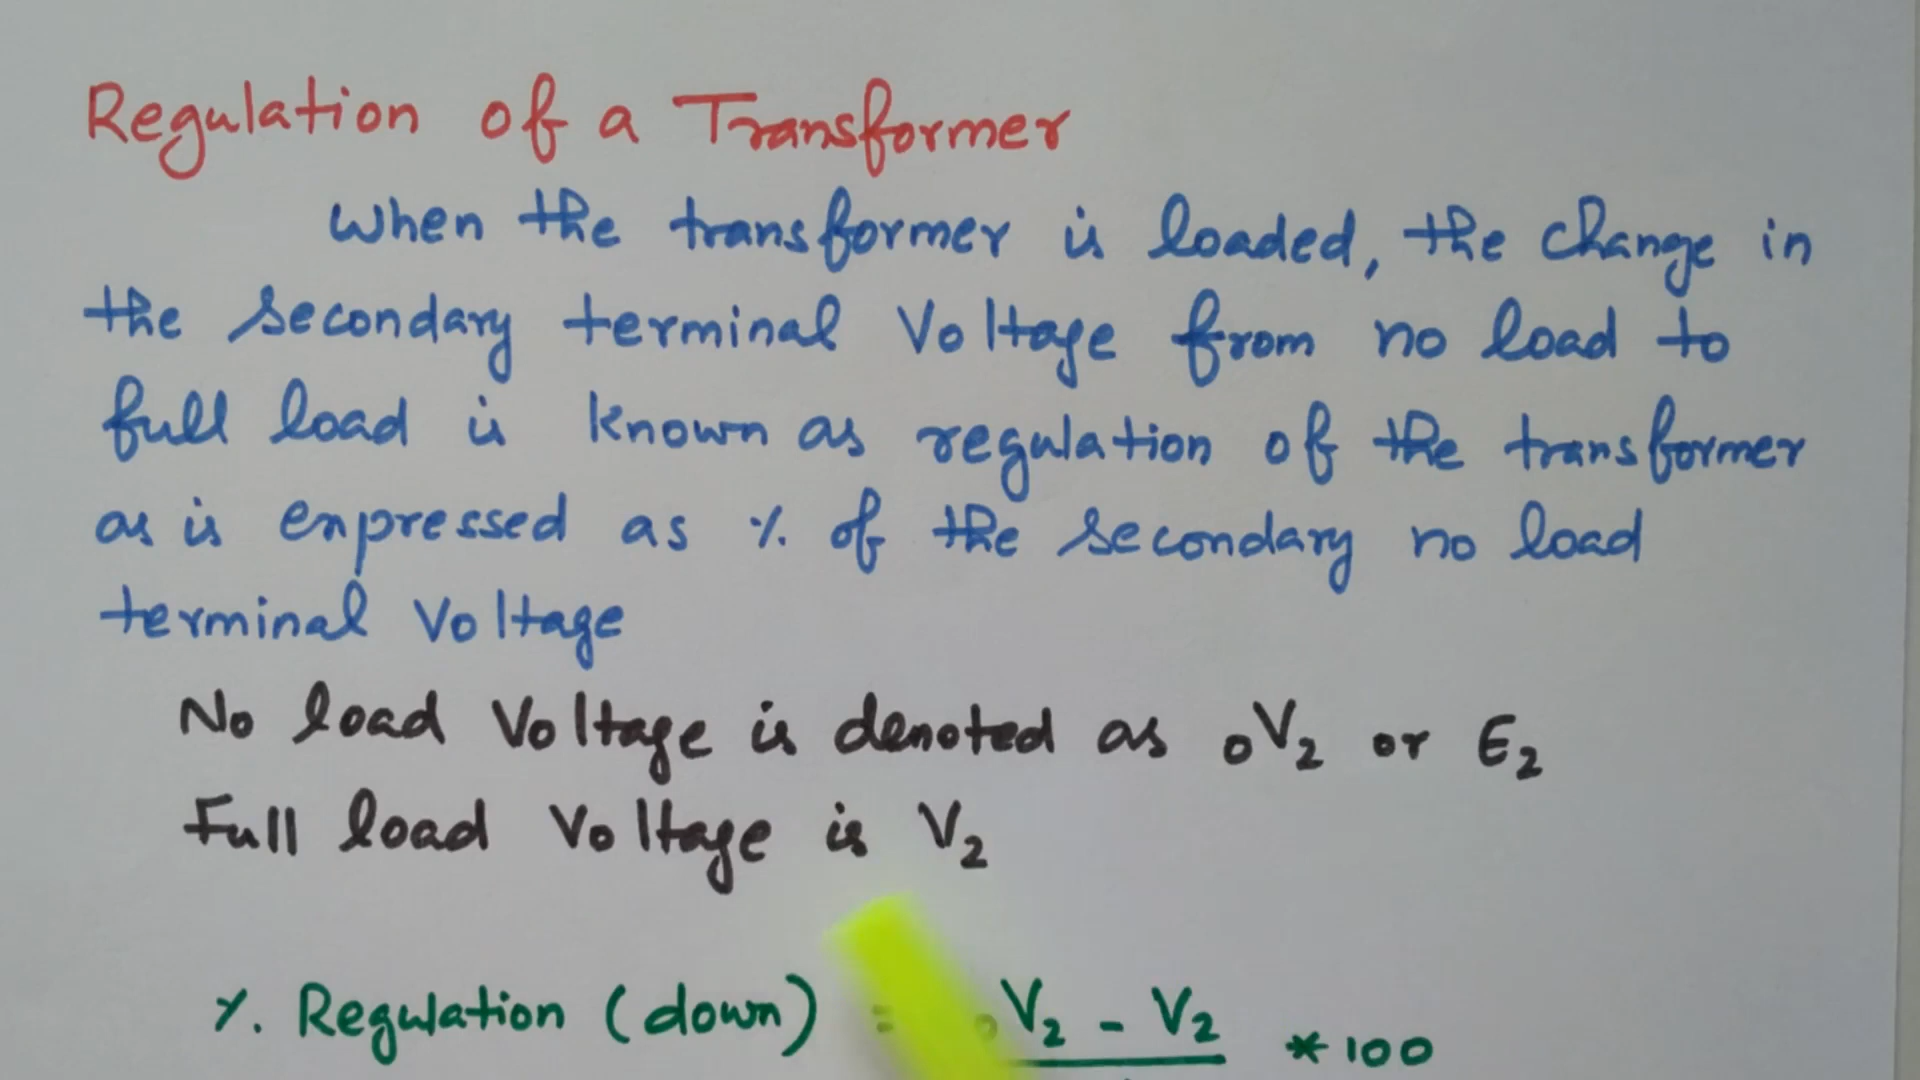 Regulation of a Transformer
When the transformer is loaded, the change in
the secondary terminal Voltage from no load to
full load is known as regulation of the transformer
as is expressed as % of the secondary no load
terminal Voltage
No load Voltage is denoted as ₀V₂ or E₂
Full load Voltage is V₂
% Regulation (down) = ₀V₂ - V₂ * 100